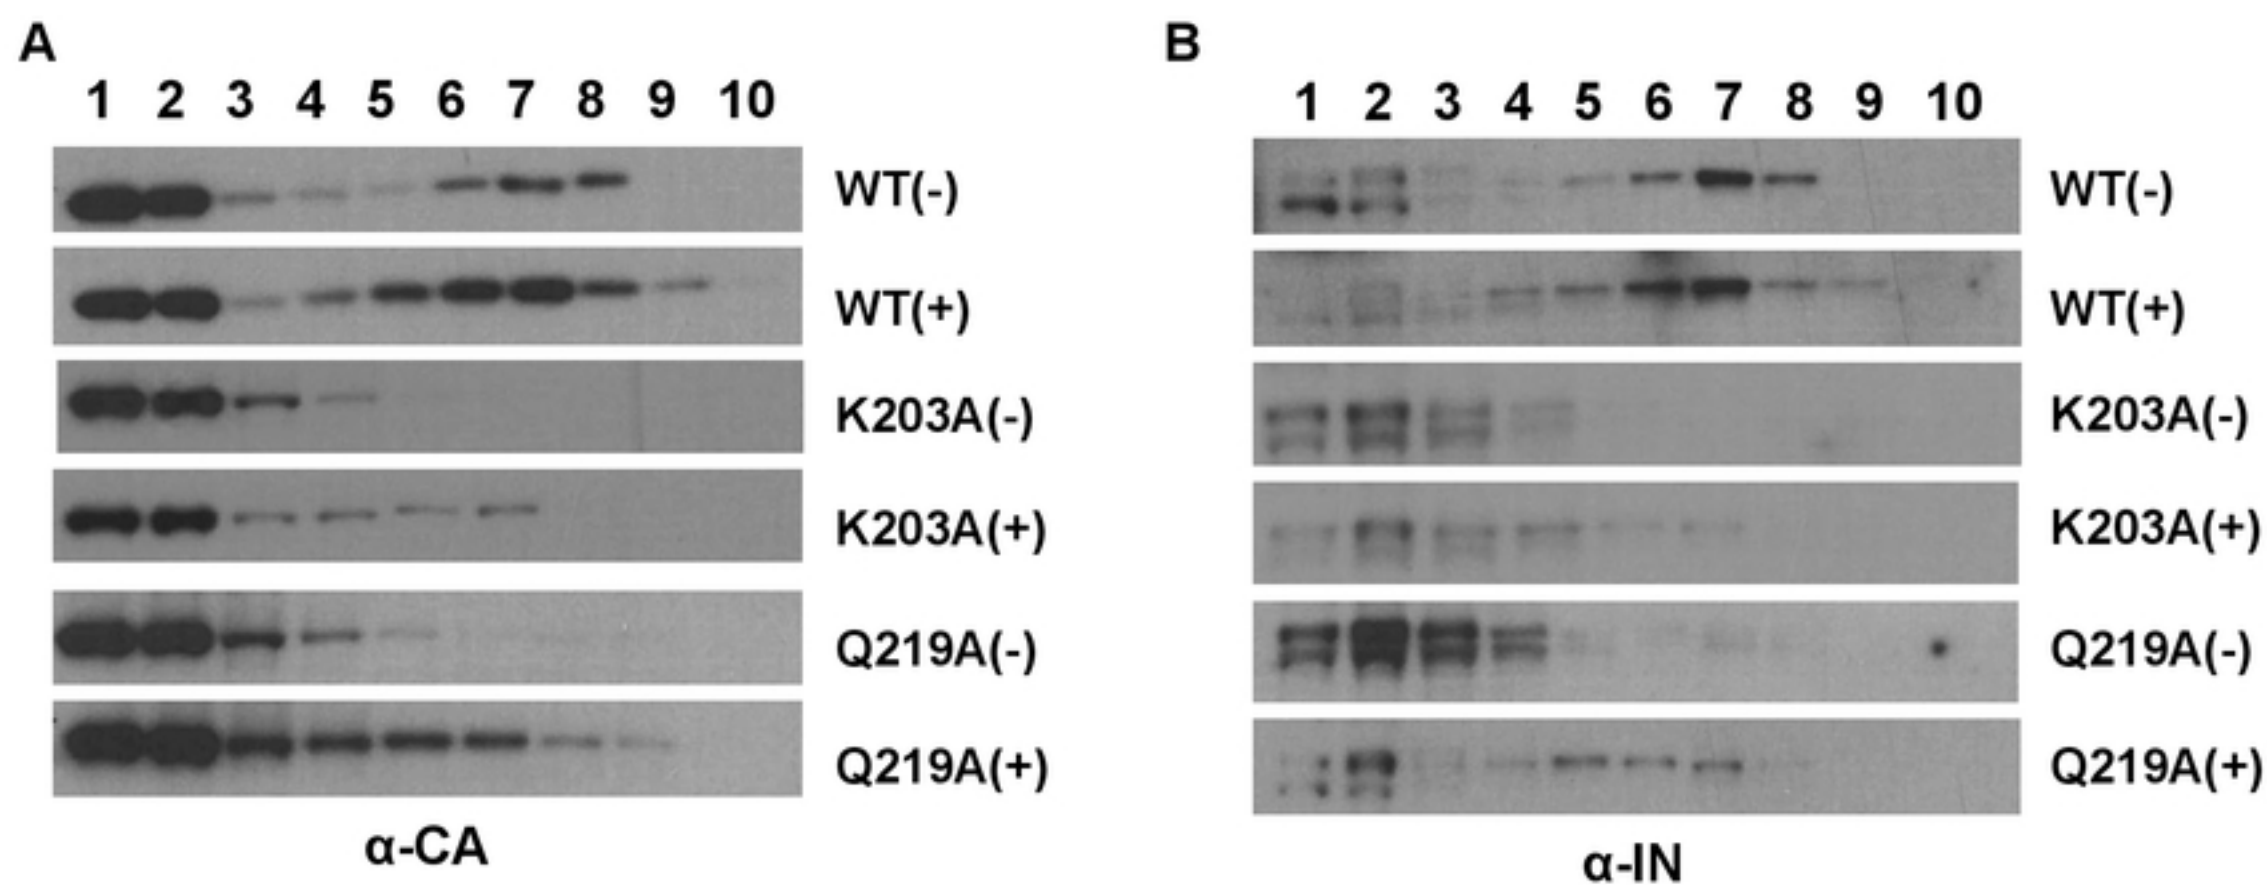 A
1 2 3 4 5 6 7 8 9 10
WT(-)
WT(+)
K203A(-)
K203A(+)
Q219A(-)
Q219A(+)
α-CA
B
1 2 3 4 5 6 7 8 9 10
WT(-)
WT(+)
K203A(-)
K203A(+)
Q219A(-)
Q219A(+)
α-IN